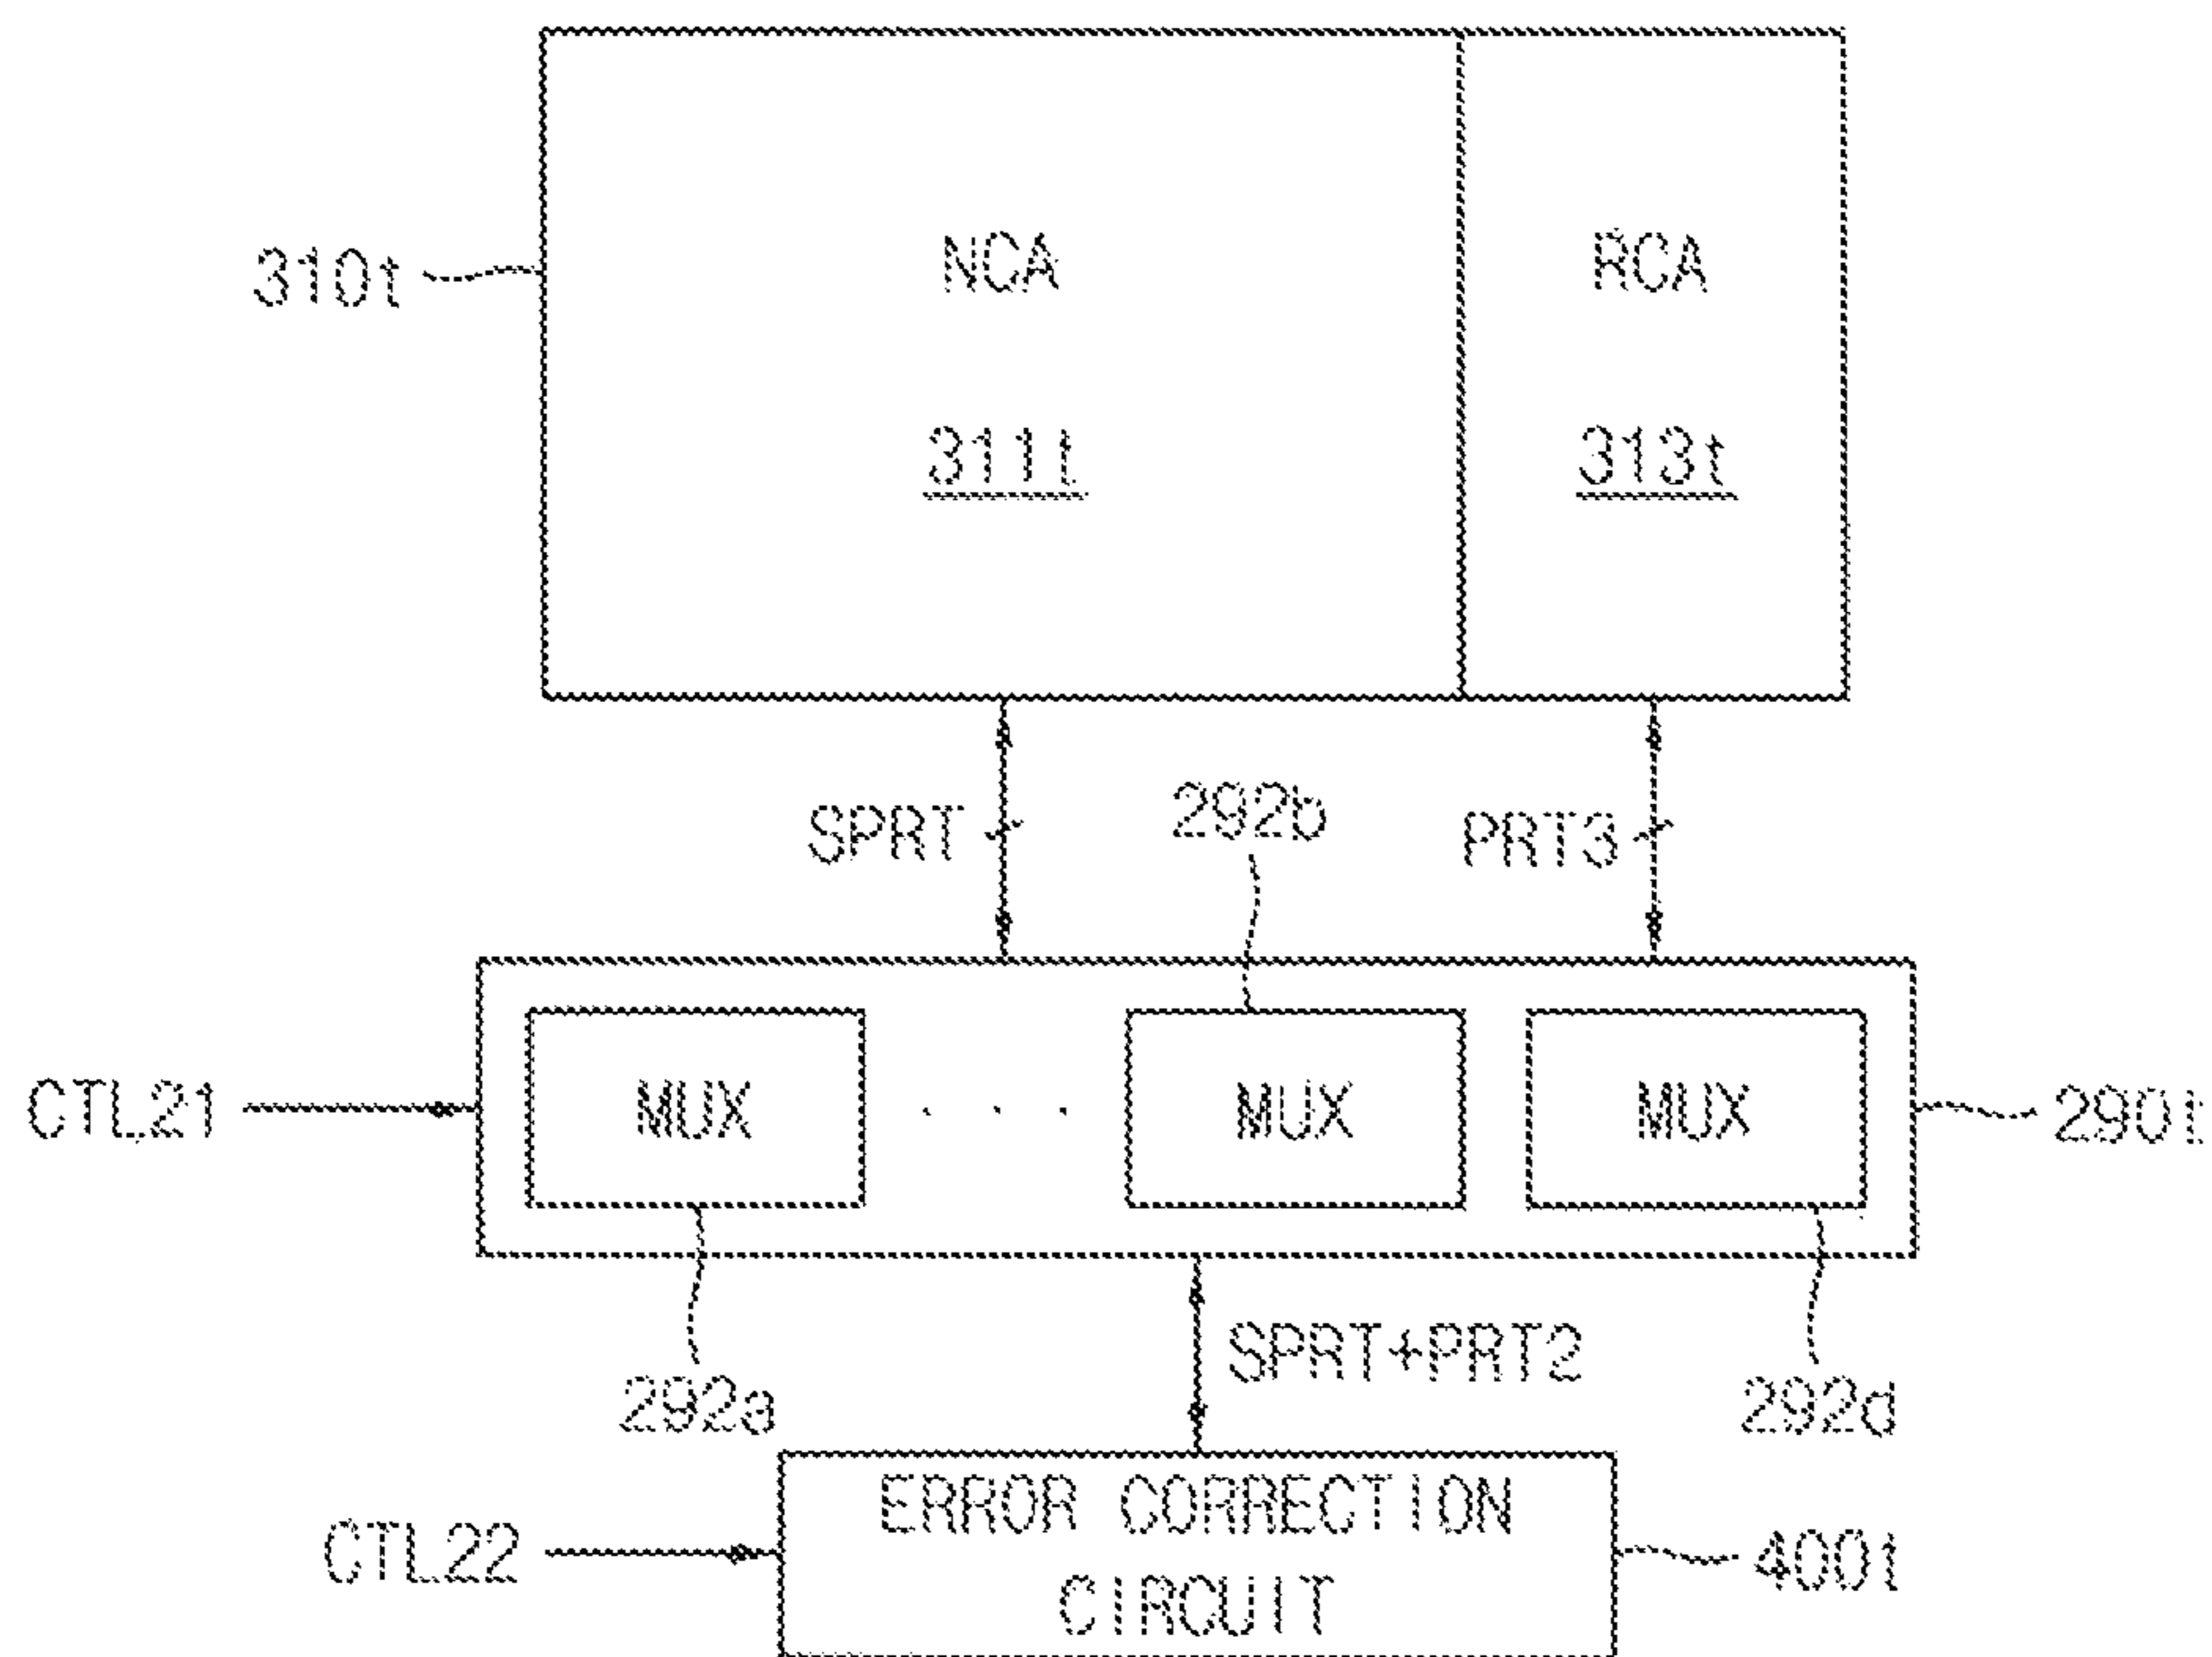 NCA
RCA
310t
311t
313t
SPRT
292b
PRT3
CTL21
MUX
. . .
MUX
MUX
290t
292a
SPRT+PRT2
292d
CTL22
ERROR CORRECTION
CIRCUIT
400t